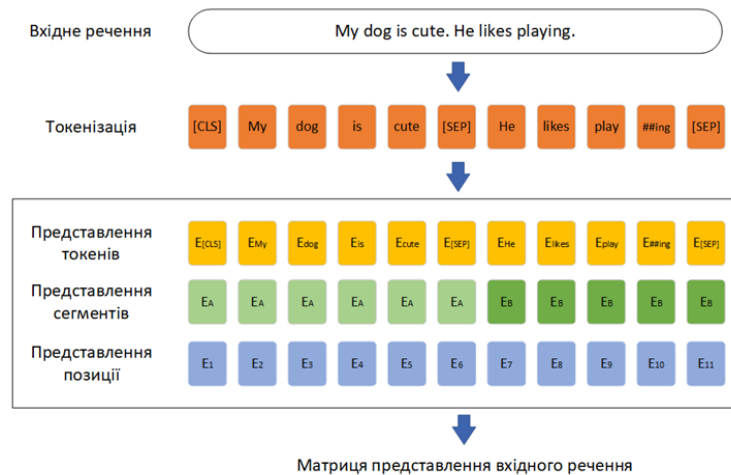 Вхідне речення
My dog is cute. He likes playing.
Токенізація
[CLS] My dog is cute [SEP] He likes play ##ing [SEP]
Представлення
токенів
E[CLS] EMy Edog Eis Ecute E[SEP] EHe Elikes Eplay E##ing E[SEP]
Представлення
сегментів
EA EA EA EA EA EA EB EB EB EB EB
Представлення
позиції
E1 E2 E3 E4 E5 E6 E7 E8 E9 E10 E11
Матриця представлення вхідного речення